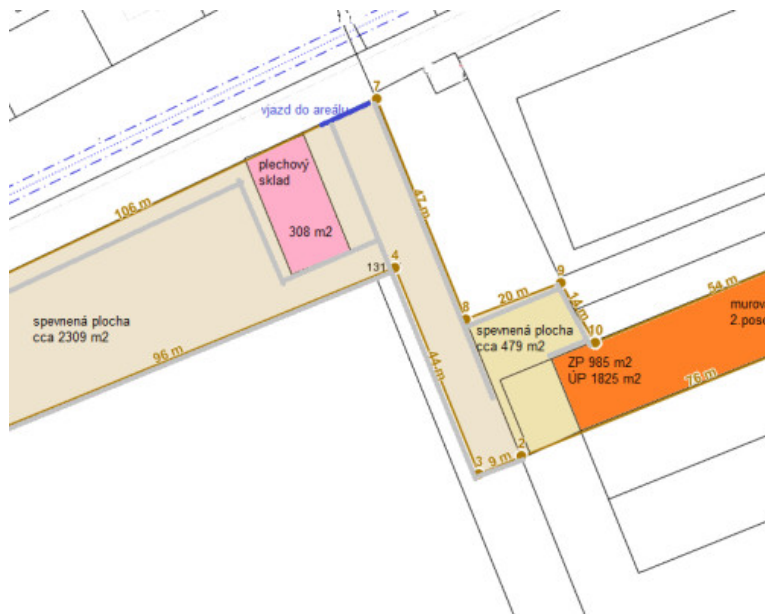 7
vjazd do areálu
plechový
sklad
106 m
47 m
308 m2
4
131
9
20 m
14 m
54 m
8
spevnená plocha
cca 2309 m2
spevnená plocha
cca 479 m2
10
2.pos
ZP 985 m2
ÚP 1825 m2
96 m
44 m
76 m
2
3
9 m